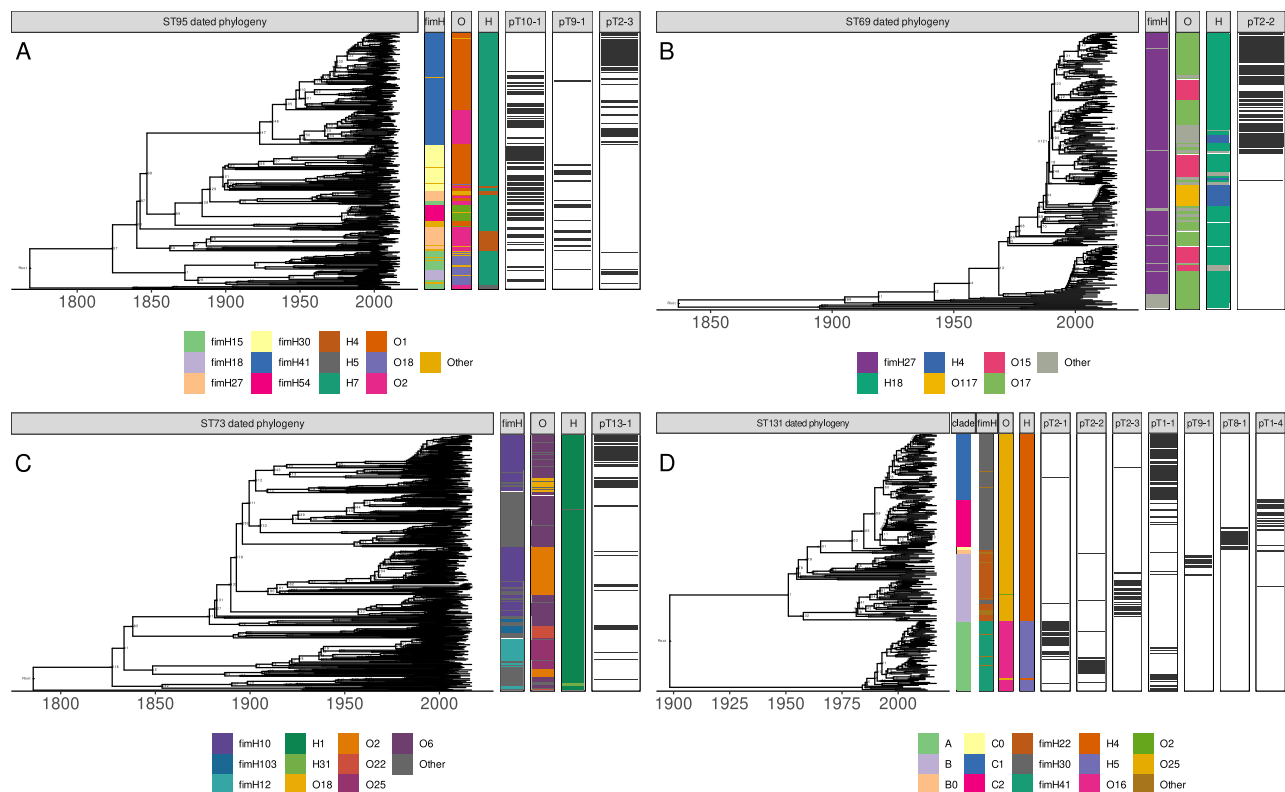 ST95 dated phylogeny fimH O H pT10-1 pT9-1 pT2-3
A
Root
1800 1850 1900 1950 2000
fimH15 fimH30 H4 O1
fimH18 fimH41 H5 O18 Other
fimH27 fimH54 H7 O2
ST69 dated phylogeny fimH O H pT2-2
B
Root
1850 1900 1950 2000
fimH27 H4 O15 Other
H18 O117 O17
ST73 dated phylogeny fimH O H pT13-1
C
Root
1800 1850 1900 1950 2000
fimH10 H1 O2 O6
fimH103 H31 O22 Other
fimH12 O18 O25
ST131 dated phylogeny clade fimH O H pT2-1 pT2-2 pT2-3 pT1-1 pT9-1 pT8-1 pT1-4
D
Root
1900 1925 1950 1975 2000
A C0 fimH22 H4 O2
B C1 fimH30 H5 O25
B0 C2 fimH41 O16 Other